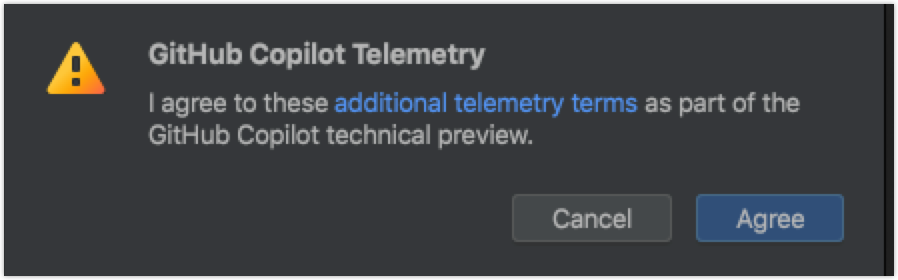 GitHub Copilot Telemetry
I agree to these additional telemetry terms as part of the
GitHub Copilot technical preview.
Cancel Agree